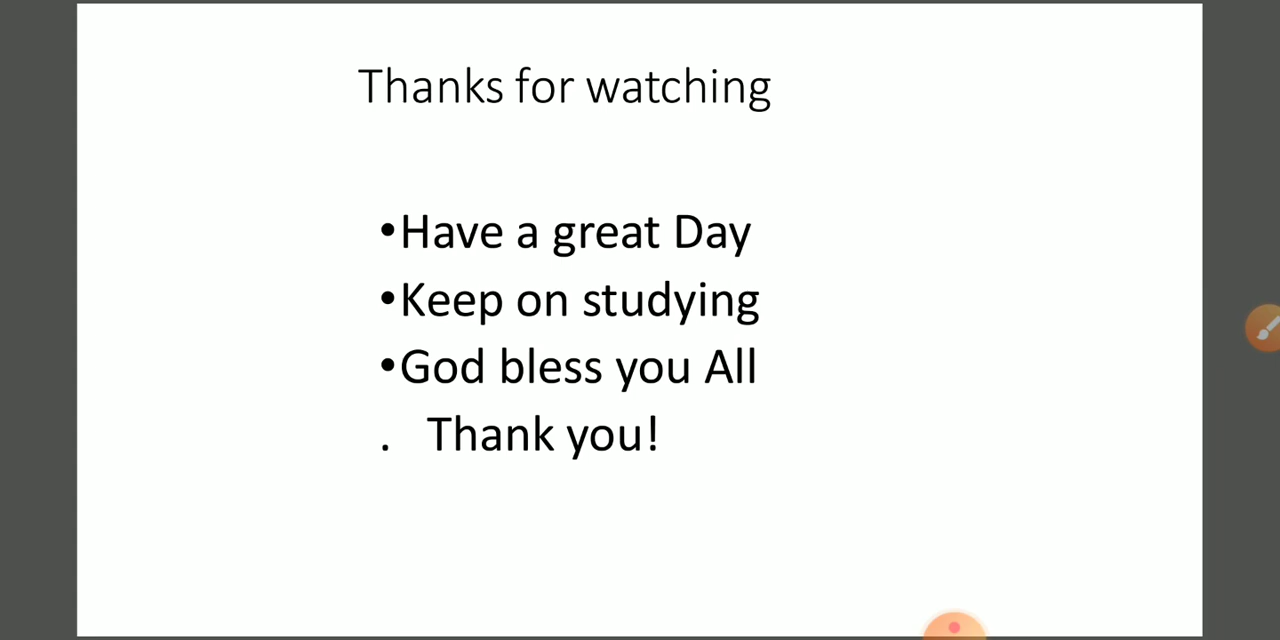 Thanks for watching
•Have a great Day
•Keep on studying
•God bless you All
. Thank you!